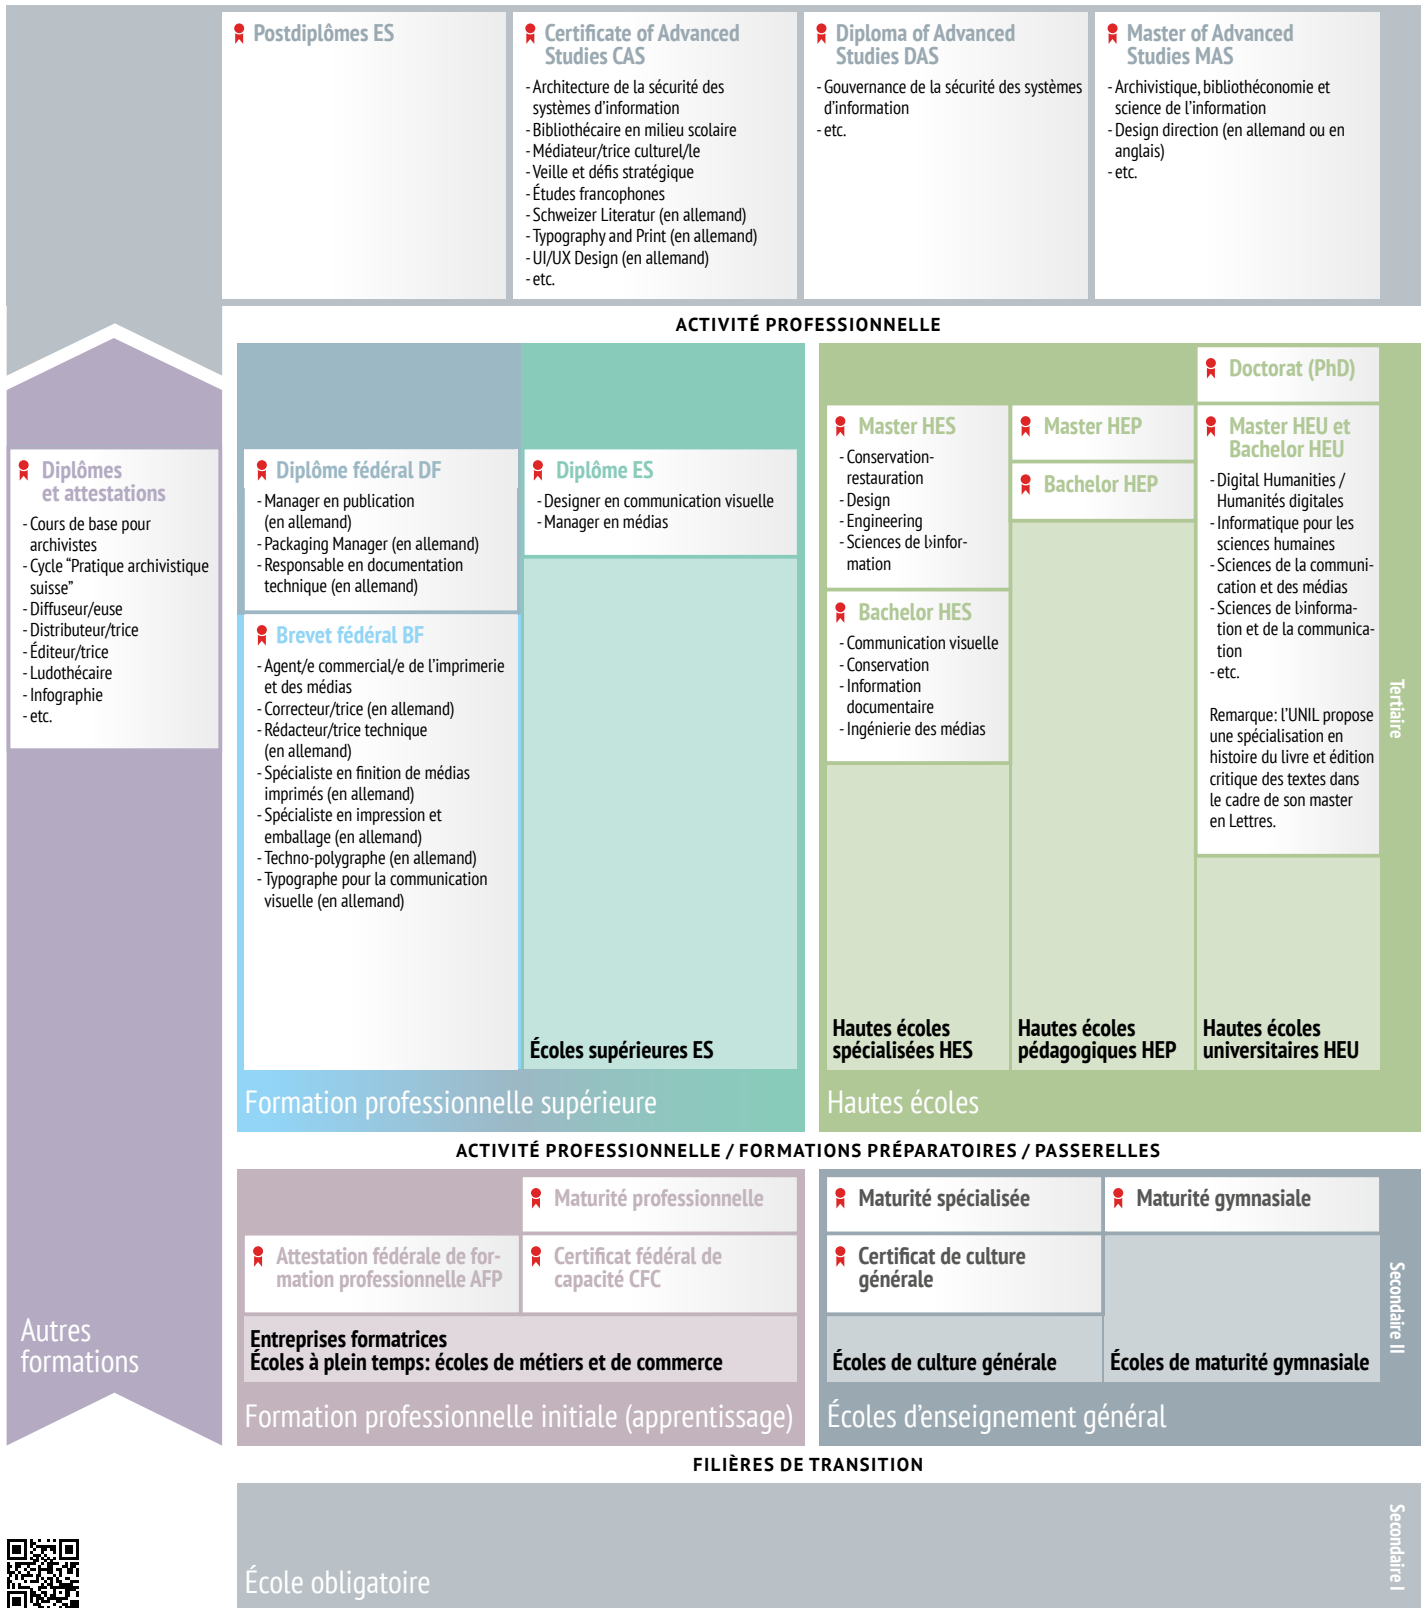 Postdiplômes ES
Certificate of Advanced
Studies CAS
- Architecture de la sécurité des
systèmes d’information
- Bibliothécaire en milieu scolaire
- Médiateur/trice culturel/le
- Veille et défis stratégique
- Études francophones
- Schweizer Literatur (en allemand)
- Typography and Print (en allemand)
- UI/UX Design (en allemand)
- etc.
Diploma of Advanced
Studies DAS
- Gouvernance de la sécurité des systèmes
d’information
- etc.
Master of Advanced
Studies MAS
- Archivistique, bibliothéconomie et
science de l’information
- Design direction (en allemand ou en
anglais)
- etc.
ACTIVITÉ PROFESSIONNELLE
Diplômes
et attestations
- Cours de base pour
archivistes
- Cycle “Pratique archivistique
suisse”
- Diffuseur/euse
- Distributeur/trice
- Éditeur/trice
- Ludothécaire
- Infographie
- etc.
Autres
formations
Diplôme fédéral DF
- Manager en publication
(en allemand)
- Packaging Manager (en allemand)
- Responsable en documentation
technique (en allemand)
Brevet fédéral BF
- Agent/e commercial/e de l’imprimerie
et des médias
- Correcteur/trice (en allemand)
- Rédacteur/trice technique
(en allemand)
- Spécialiste en finition de médias
imprimés (en allemand)
- Spécialiste en impression et
emballage (en allemand)
- Techno-polygraphe (en allemand)
- Typographe pour la communication
visuelle (en allemand)
Diplôme ES
- Designer en communication visuelle
- Manager en médias
Écoles supérieures ES
Formation professionnelle supérieure
Master HES
- Conservation-
restauration
- Design
- Engineering
- Sciences de l›infor-
mation
Bachelor HES
- Communication visuelle
- Conservation
- Information
documentaire
- Ingénierie des médias
Hautes écoles
spécialisées HES
Master HEP
Bachelor HEP
Hautes écoles
pédagogiques HEP
Doctorat (PhD)
Master HEU et
Bachelor HEU
- Digital Humanities /
Humanités digitales
- Informatique pour les
sciences humaines
- Sciences de la communi-
cation et des médias
- Sciences de l›informa-
tion et de la communica-
tion
- etc.
Remarque: l’UNIL propose
une spécialisation en
histoire du livre et édition
critique des textes dans
le cadre de son master
en Lettres.
Hautes écoles
universitaires HEU
Hautes écoles
Tertiaire
ACTIVITÉ PROFESSIONNELLE / FORMATIONS PRÉPARATOIRES / PASSERELLES
Maturité professionnelle
Attestation fédérale de for-
mation professionnelle AFP
Certificat fédéral de
capacité CFC
Entreprises formatrices
Écoles à plein temps: écoles de métiers et de commerce
Formation professionnelle initiale (apprentissage)
Maturité spécialisée
Certificat de culture
générale
Écoles de culture générale
Maturité gymnasiale
Écoles de maturité gymnasiale
Écoles d’enseignement général
Secondaire II
FILIÈRES DE TRANSITION
École obligatoire
Secondaire I